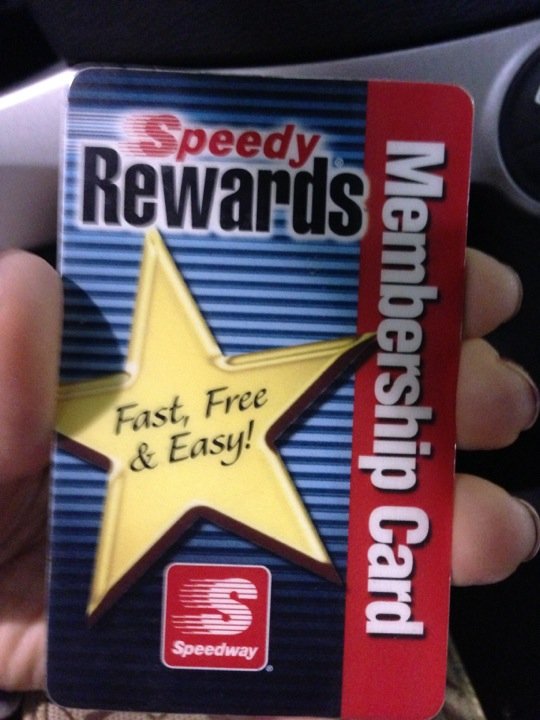 Speedy
Rewards
Membership Card
Fast, Free
& Easy!
S
Speedway